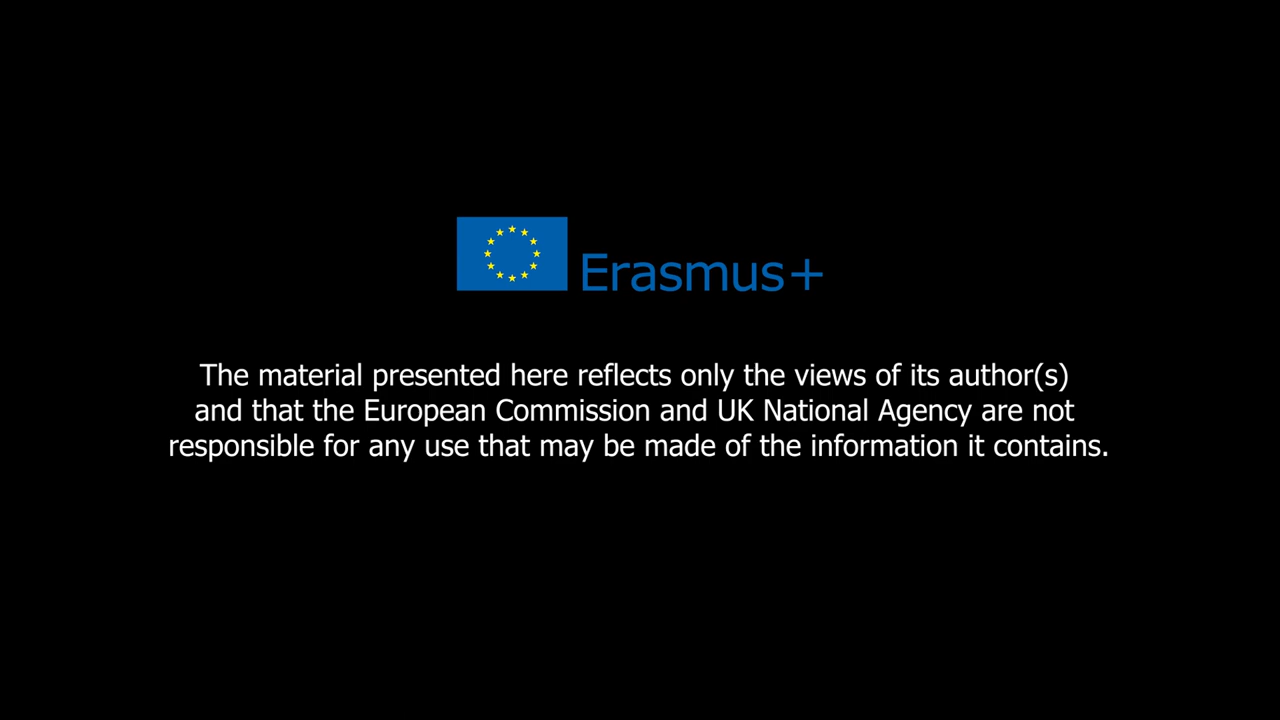 Erasmus+
The material presented here reflects only the views of its author(s)
and that the European Commission and UK National Agency are not
responsible for any use that may be made of the information it contains.